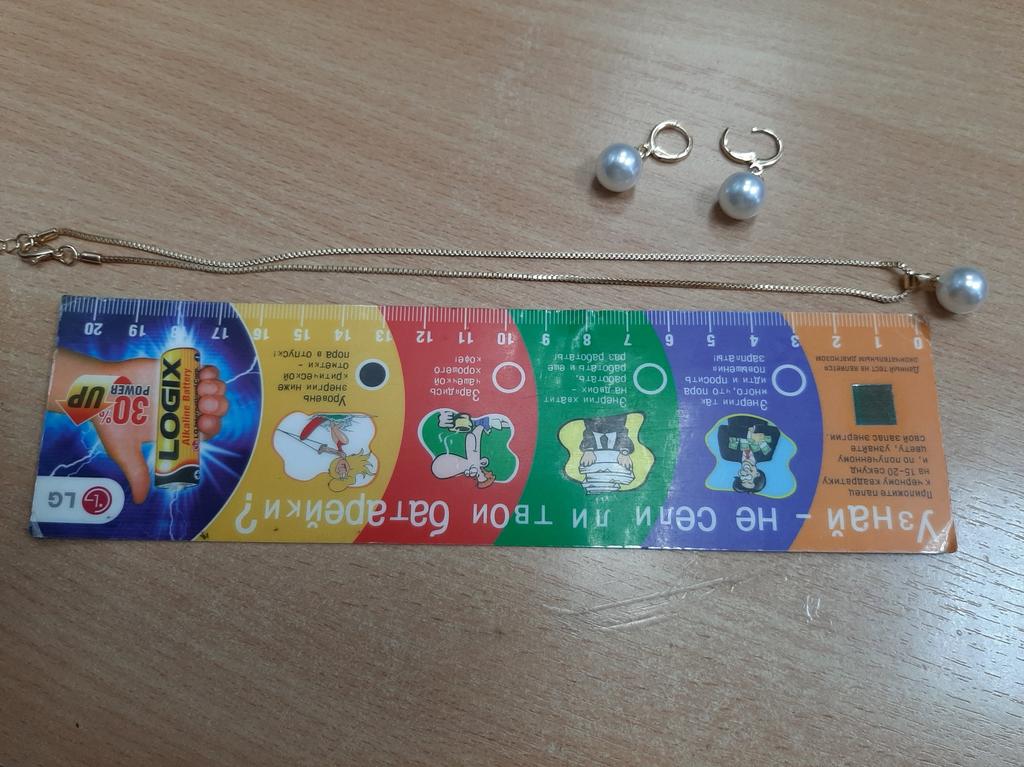 Узнай - не сели ли твои батарейки?
Приложите палец
к черному квадратику
на 15-20 секунд
и, по полученному
цвету, узнайте
свой запас энергии.
Данный тест не является
окончательным диагнозом
Энергии так
много, что пора
идти и просить
повышения
зарплаты!
Энергии хватит
на двоих -
работать,
работать и еще
раз работать!
Зарядись
чашечкой
хорошего
кофе!
Уровень
энергии ниже
критической
отметки -
пора в отпуск!
LG
30%
POWER
UP
LOGIX
Alkaline Battery
0 1 2 3 4 5 6 7 8 9 10 11 12 13 14 15 16 17 18 19 20